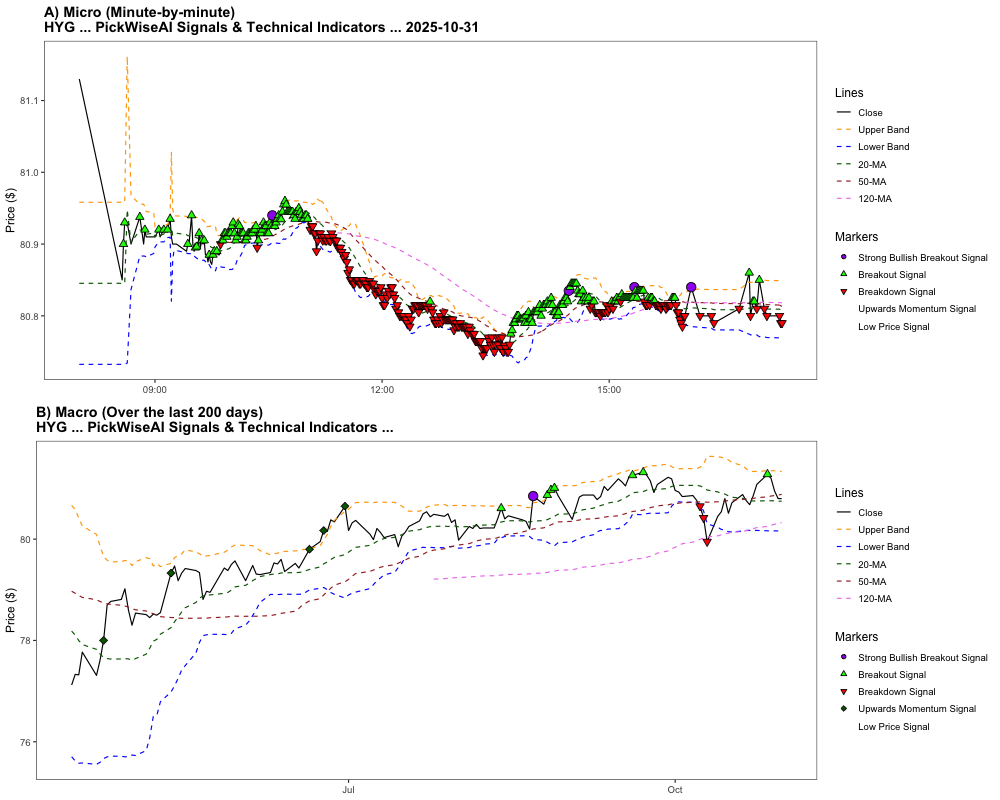 A) Micro (Minute-by-minute)
HYG ... PickWiseAI Signals & Technical Indicators ... 2025-10-31
Price ($)
81.1
81.0
80.9
80.8
09:00
12:00
15:00
Lines
Close
Upper Band
Lower Band
20-MA
50-MA
120-MA
Markers
Strong Bullish Breakout Signal
Breakout Signal
Breakdown Signal
Upwards Momentum Signal
Low Price Signal
B) Macro (Over the last 200 days)
HYG ... PickWiseAI Signals & Technical Indicators ...
Price ($)
80
78
76
Jul
Oct
Lines
Close
Upper Band
Lower Band
20-MA
50-MA
120-MA
Markers
Strong Bullish Breakout Signal
Breakout Signal
Breakdown Signal
Upwards Momentum Signal
Low Price Signal